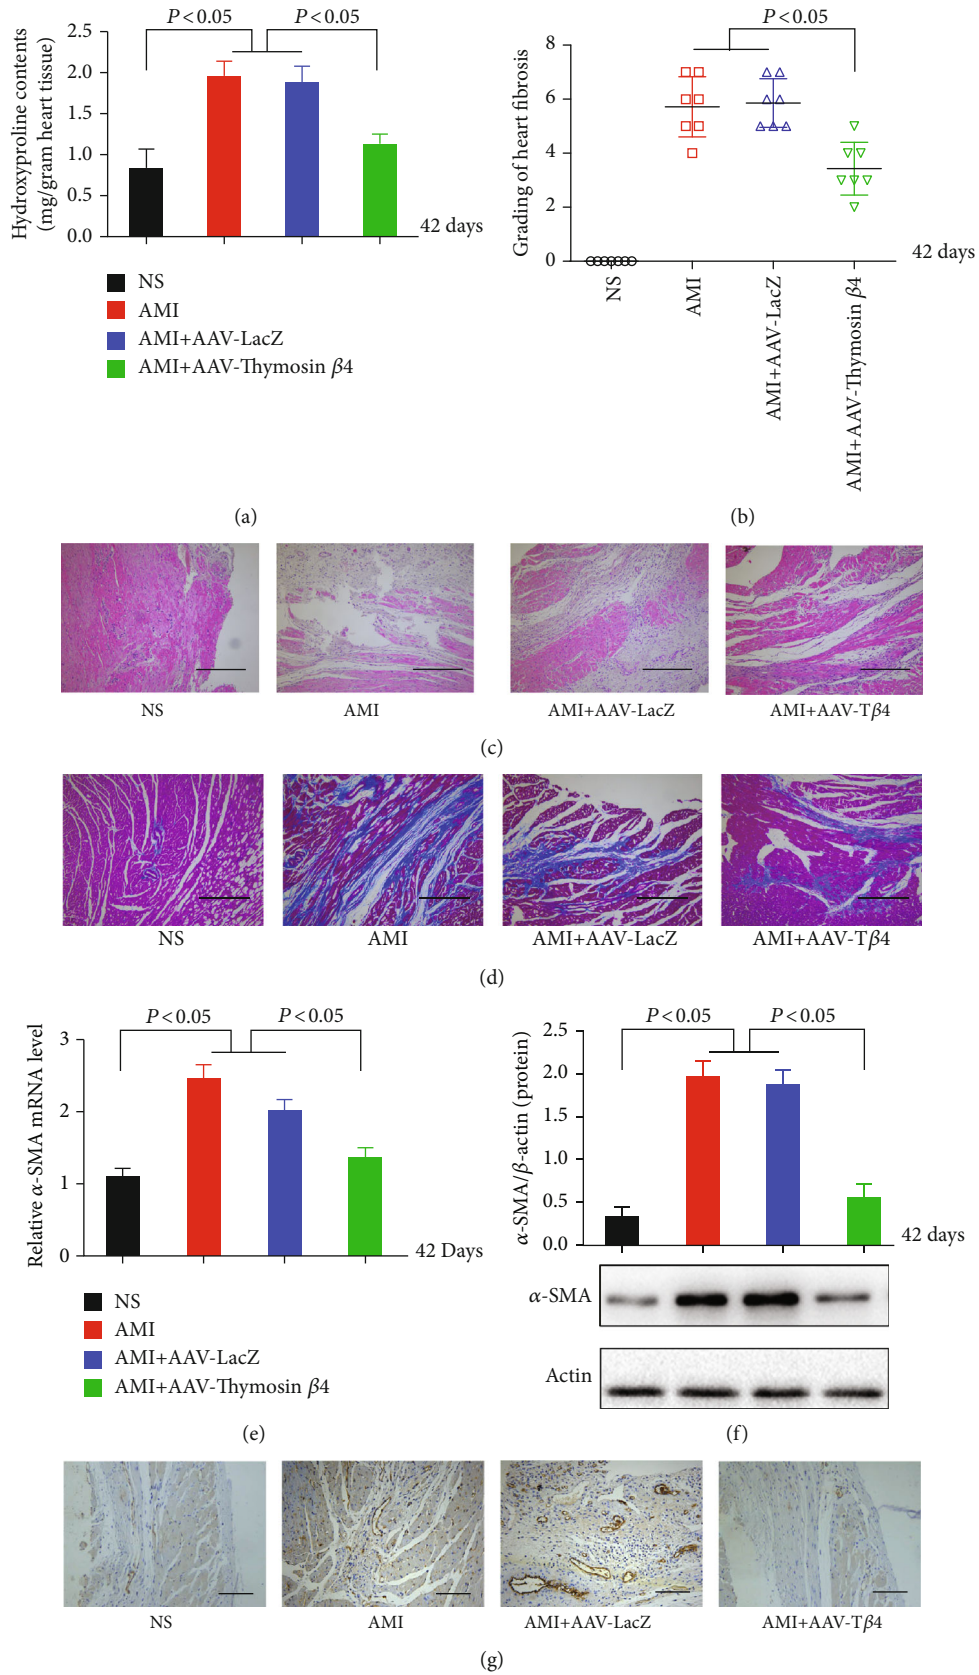 P < 0.05 P < 0.05
Hydroxyproline contents
(mg/gram heart tissue)
2.5
2.0
1.5
1.0
0.5
0.0
42 days
NS
AMI
AMI+AAV-LacZ
AMI+AAV-Thymosin β4
(a)
P < 0.05
Grading of heart fibrosis
8
6
4
2
0
42 days
NS
AMI
AMI+AAV-LacZ
AMI+AAV-Thymosin β4
(b)
NS
AMI
AMI+AAV-LacZ
AMI+AAV-Tβ4
(c)
NS
AMI
AMI+AAV-LacZ
AMI+AAV-Tβ4
(d)
P < 0.05 P < 0.05
Relative α-SMA mRNA level
3
2
1
0
42 Days
NS
AMI
AMI+AAV-LacZ
AMI+AAV-Thymosin β4
(e)
P < 0.05 P < 0.05
α-SMA/β-actin (protein)
2.5
2.0
1.5
1.0
0.5
0.0
42 days
α-SMA
Actin
(f)
NS
AMI
AMI+AAV-LacZ
AMI+AAV-Tβ4
(g)